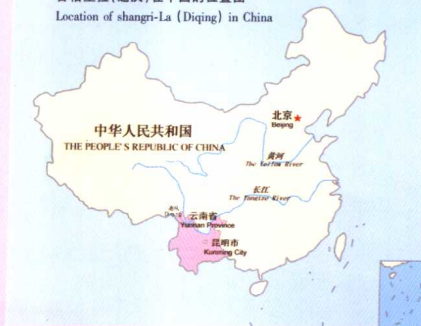 Location of shangri-La (Diqing) in China
北京
Beijing
中华人民共和国
THE PEOPLE'S REPUBLIC OF CHINA
黄河
The Yellow River
长江
The Yangtze River
云南省
Yunnan Province
昆明市
Kunming City